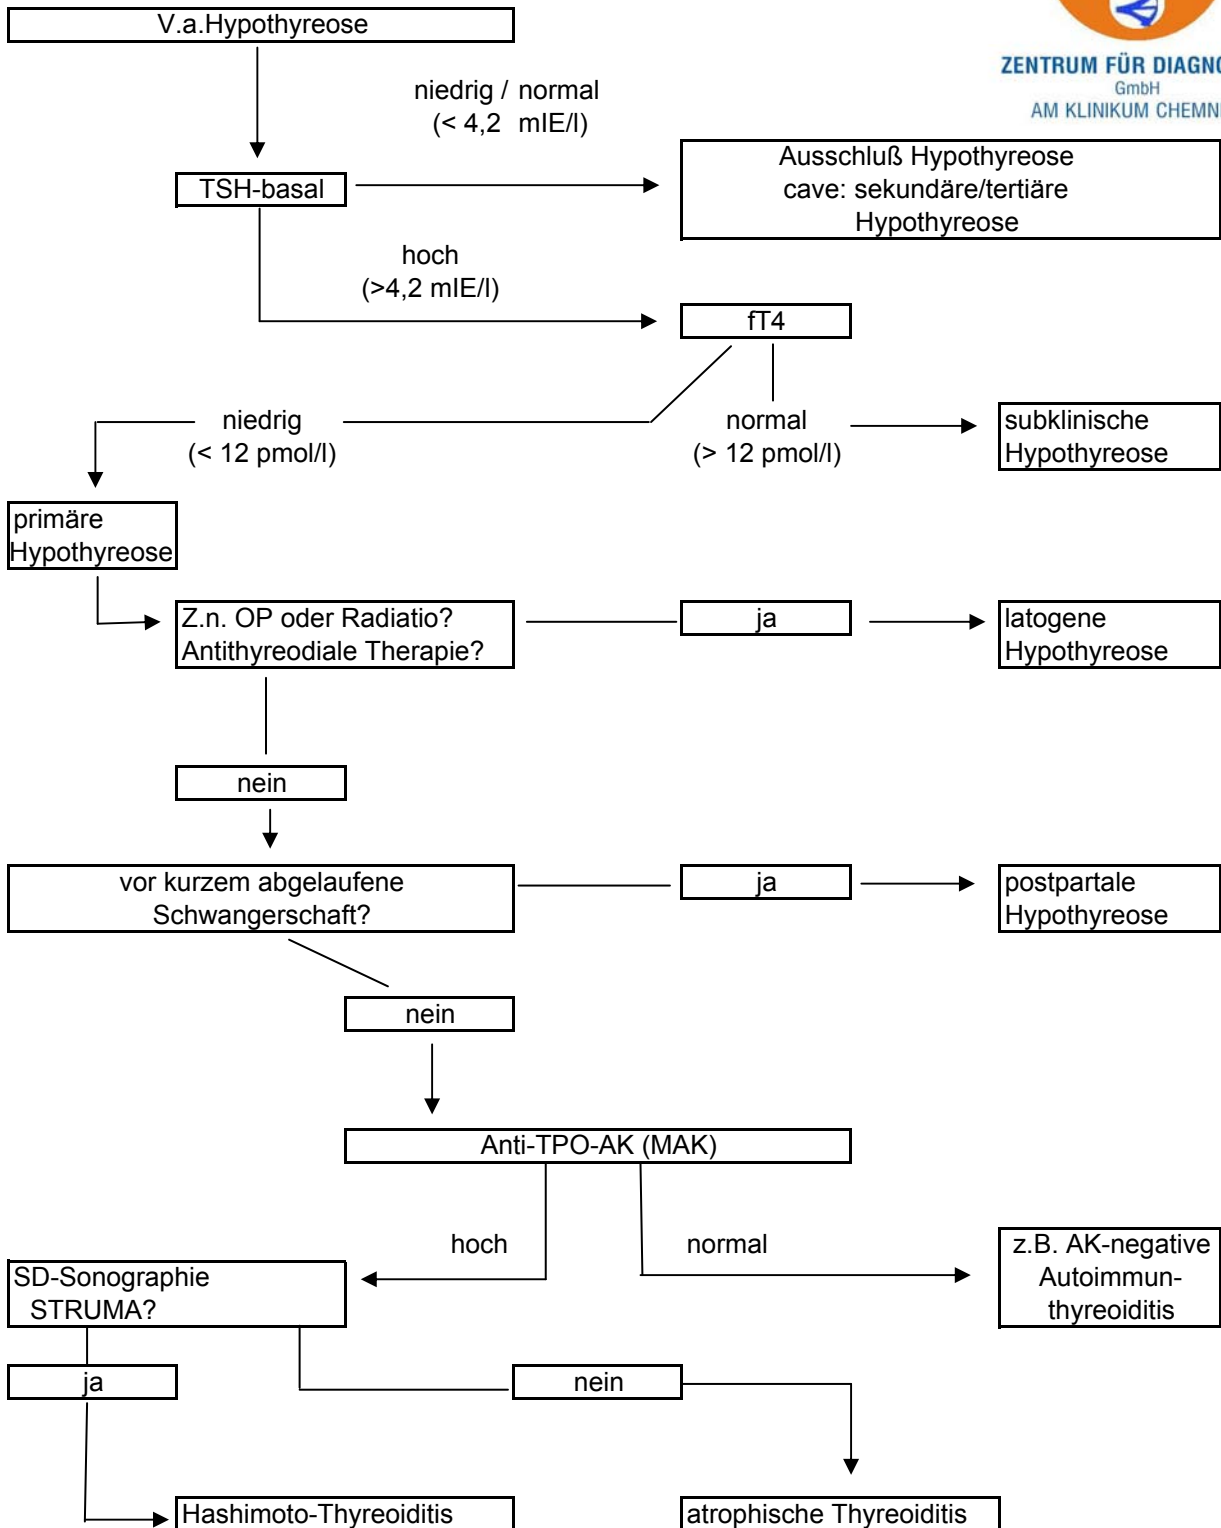 V.a.Hypothyreose
ZENTRUM FÜR DIAGNO
GmbH
AM KLINIKUM CHEMN
niedrig / normal
(< 4,2 mIE/l)
TSH-basal
Ausschluß Hypothyreose
cave: sekundäre/tertiäre
Hypothyreose
hoch
(>4,2 mIE/l)
fT4
niedrig
(< 12 pmol/l)
normal
(> 12 pmol/l)
subklinische
Hypothyreose
primäre
Hypothyreose
Z.n. OP oder Radiatio?
Antithyreodiale Therapie?
ja
Iatogene
Hypothyreose
nein
vor kurzem abgelaufene
Schwangerschaft?
ja
postpartale
Hypothyreose
nein
Anti-TPO-AK (MAK)
hoch
normal
z.B. AK-negative
Autoimmun-
thyreoiditis
SD-Sonographie
STRUMA?
ja
nein
Hashimoto-Thyreoiditis
atrophische Thyreoiditis